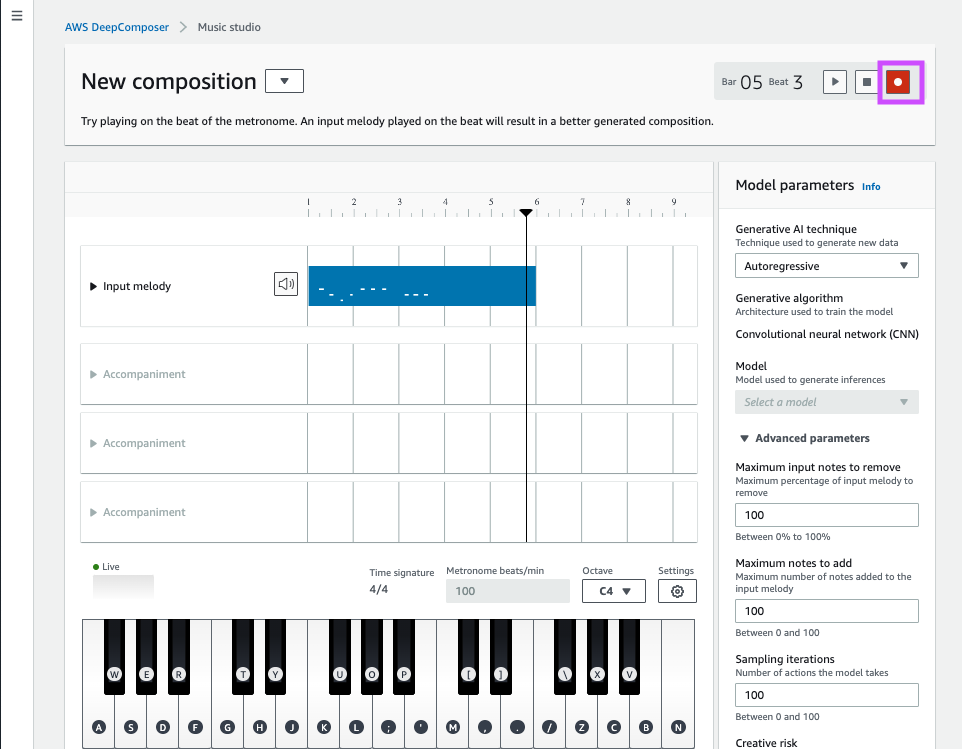 AWS DeepComposer
Music studio
New composition
Bar 05 Beat 3
Try playing on the beat of the metronome. An input melody played on the beat will result in a better generated composition.
1 2 3 4 5 6 7 8 9
Input melody
Accompaniment
Accompaniment
Accompaniment
Live
Time signature
4/4
Metronome beats/min
100
Octave
C4
Settings
W E R T Y U O P [ ] \ X V
A S D F G H J K L ; ' M , . / Z C B N
Model parameters Info
Generative AI technique
Technique used to generate new data
Autoregressive
Generative algorithm
Architecture used to train the model
Convolutional neural network (CNN)
Model
Model used to generate inferences
Select a model
Advanced parameters
Maximum input notes to remove
Maximum percentage of input melody to
remove
100
Between 0% to 100%
Maximum notes to add
Maximum number of notes added to the
input melody
100
Between 0 and 100
Sampling iterations
Number of actions the model takes
100
Between 0 and 100
Creative risk